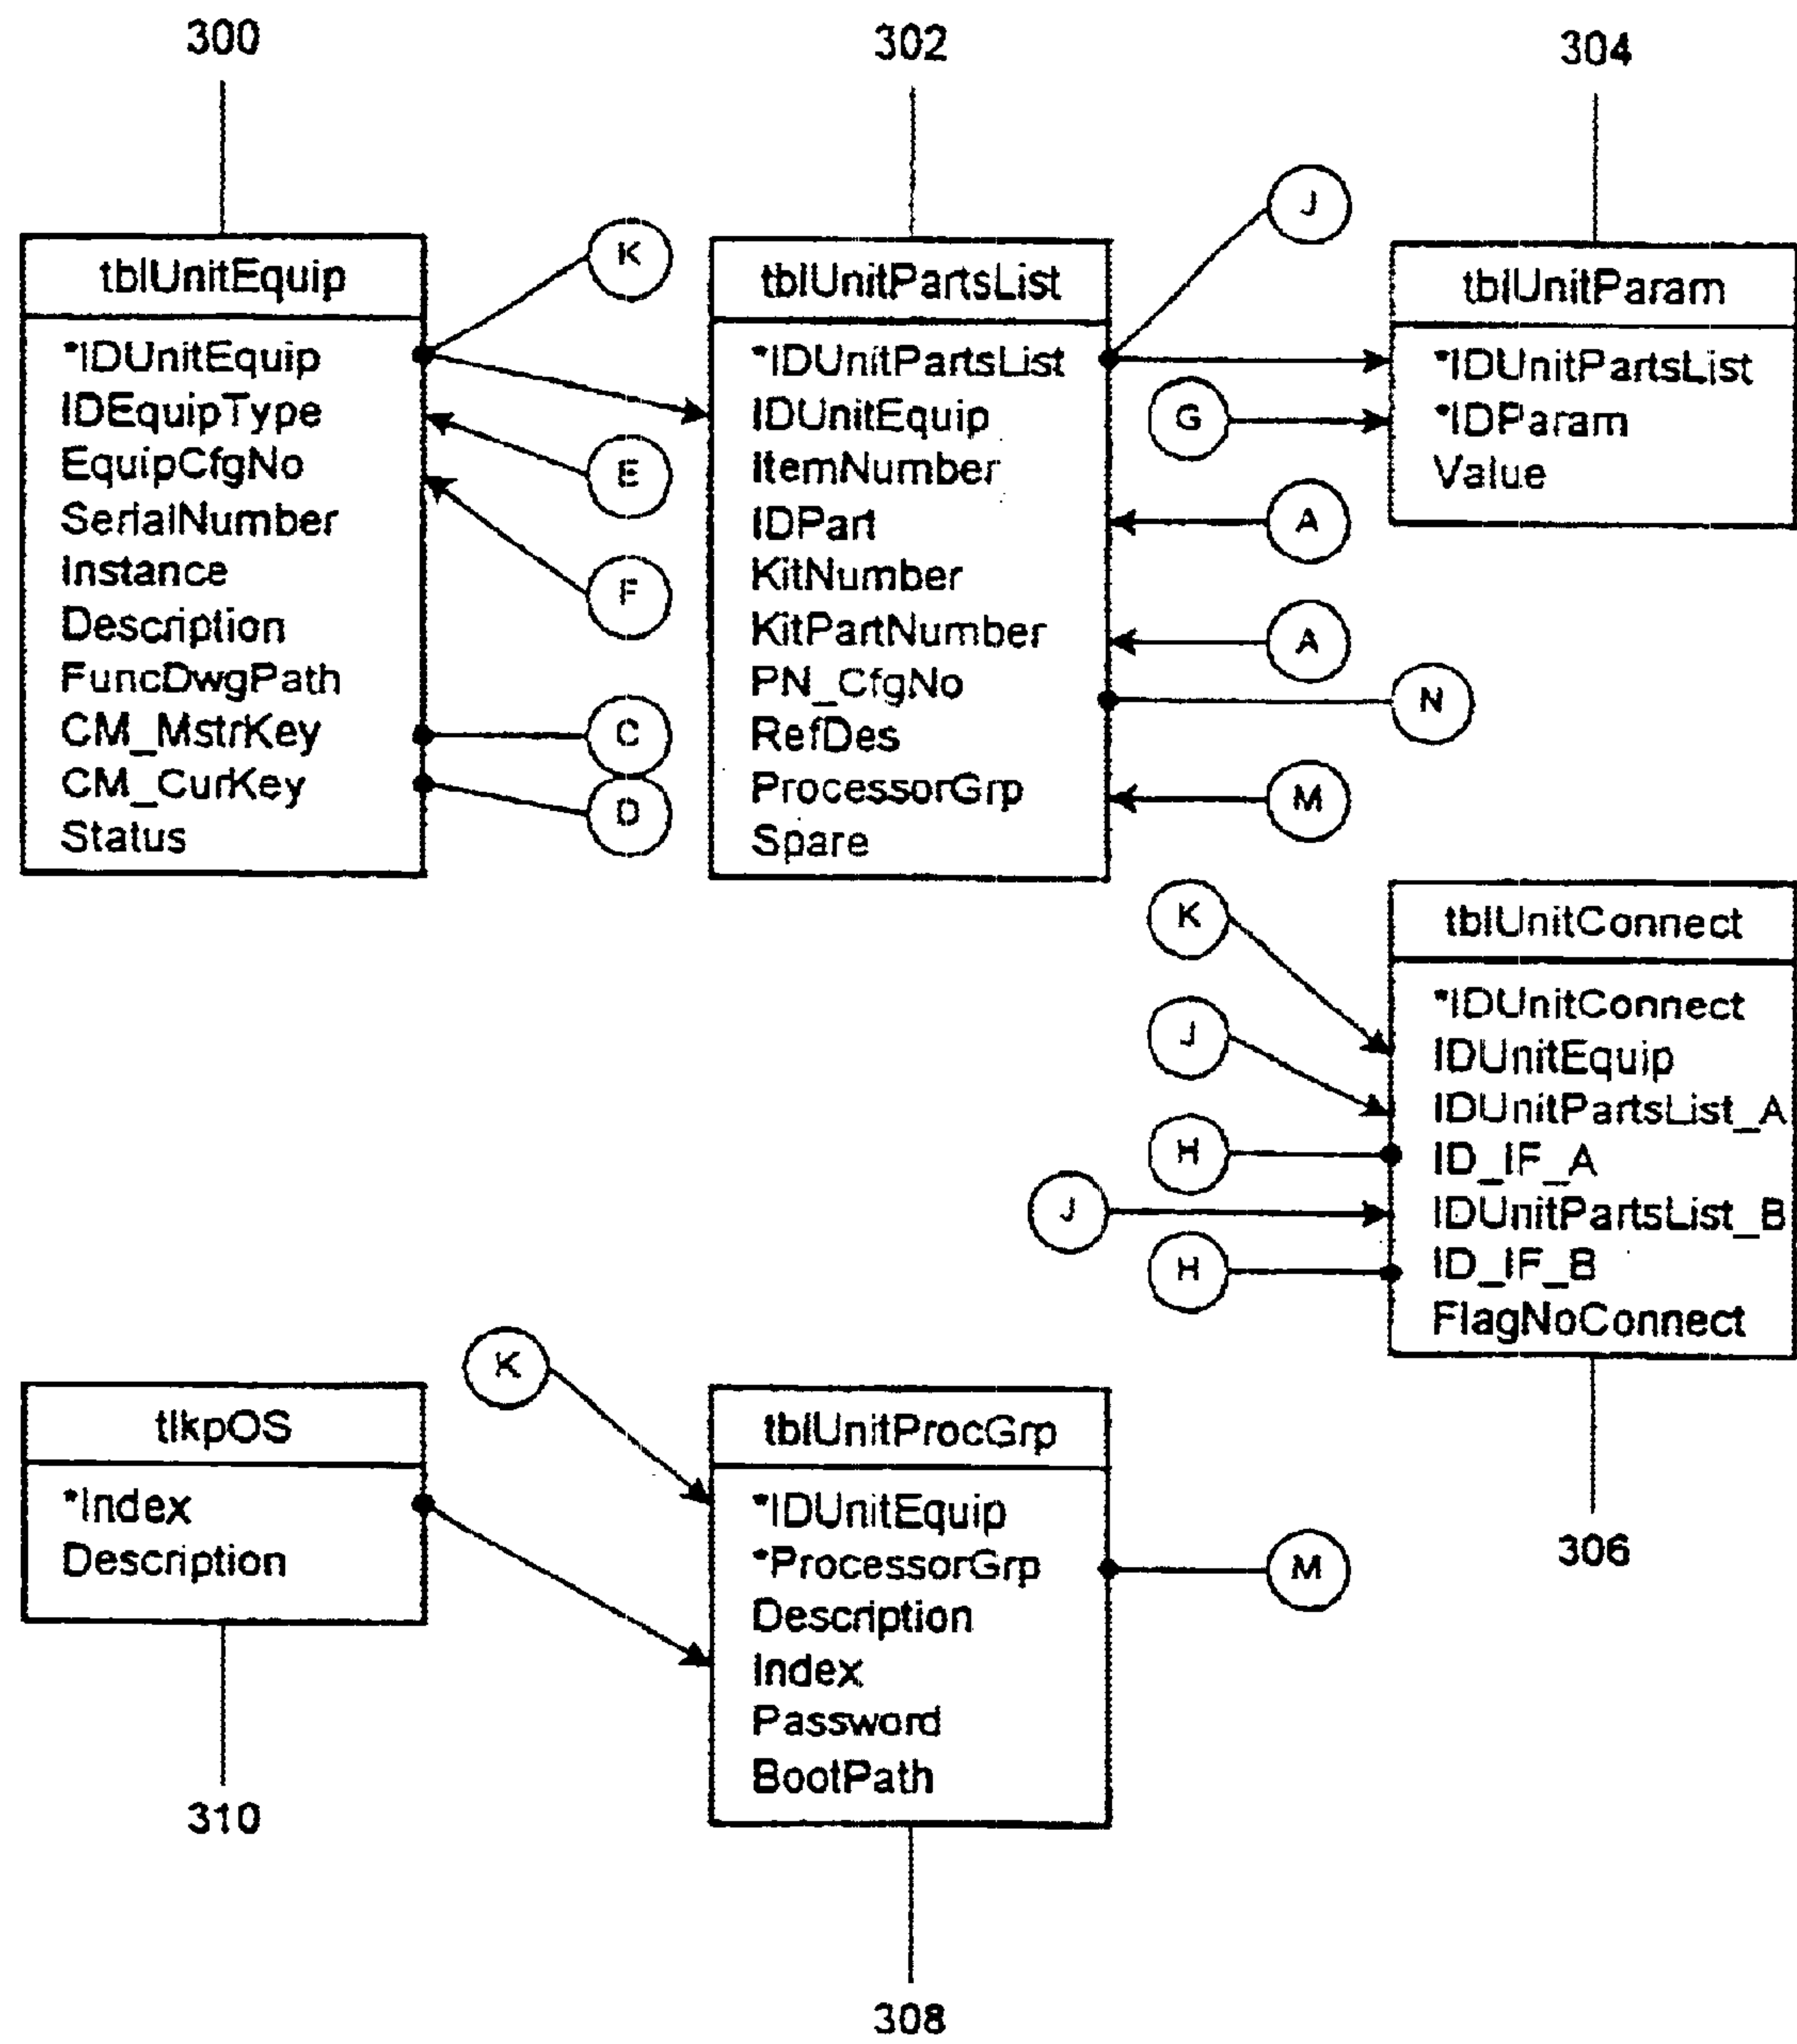 300
302
304
tblUnitEquip
*IDUnitEquip
IDEquipType
EquipCfgNo
SerialNumber
Instance
Description
FuncDwgPath
CM_MstrKey
CM_CurKey
Status
K
E
F
C
D
tblUnitPartsList
*IDUnitPartsList
IDUnitEquip
ItemNumber
IDPart
KitNumber
KitPartNumber
PN_CfgNo
RefDes
ProcessorGrp
Spare
J
G
A
A
N
M
tblUnitParam
*IDUnitPartsList
*IDParam
Value
K
J
H
J
H
tblUnitConnect
*IDUnitConnect
IDUnitEquip
IDUnitPartsList_A
ID_IF_A
IDUnitPartsList_B
ID_IF_B
FlagNoConnect
306
tlkpOS
*Index
Description
310
K
tblUnitProcGrp
*IDUnitEquip
*ProcessorGrp
Description
Index
Password
BootPath
M
308